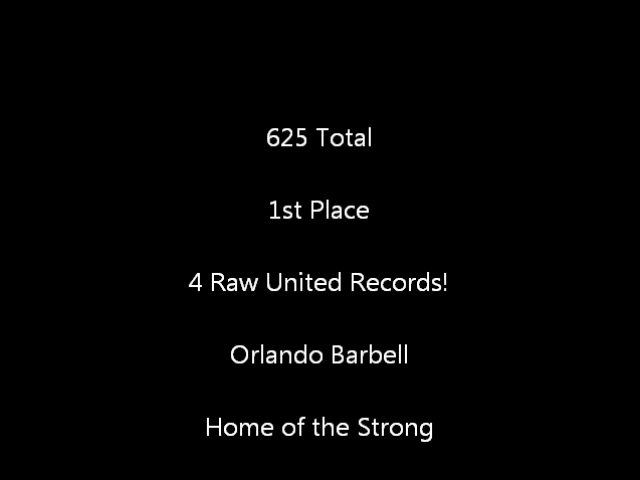 625 Total
1st Place
4 Raw United Records!
Orlando Barbell
Home of the Strong